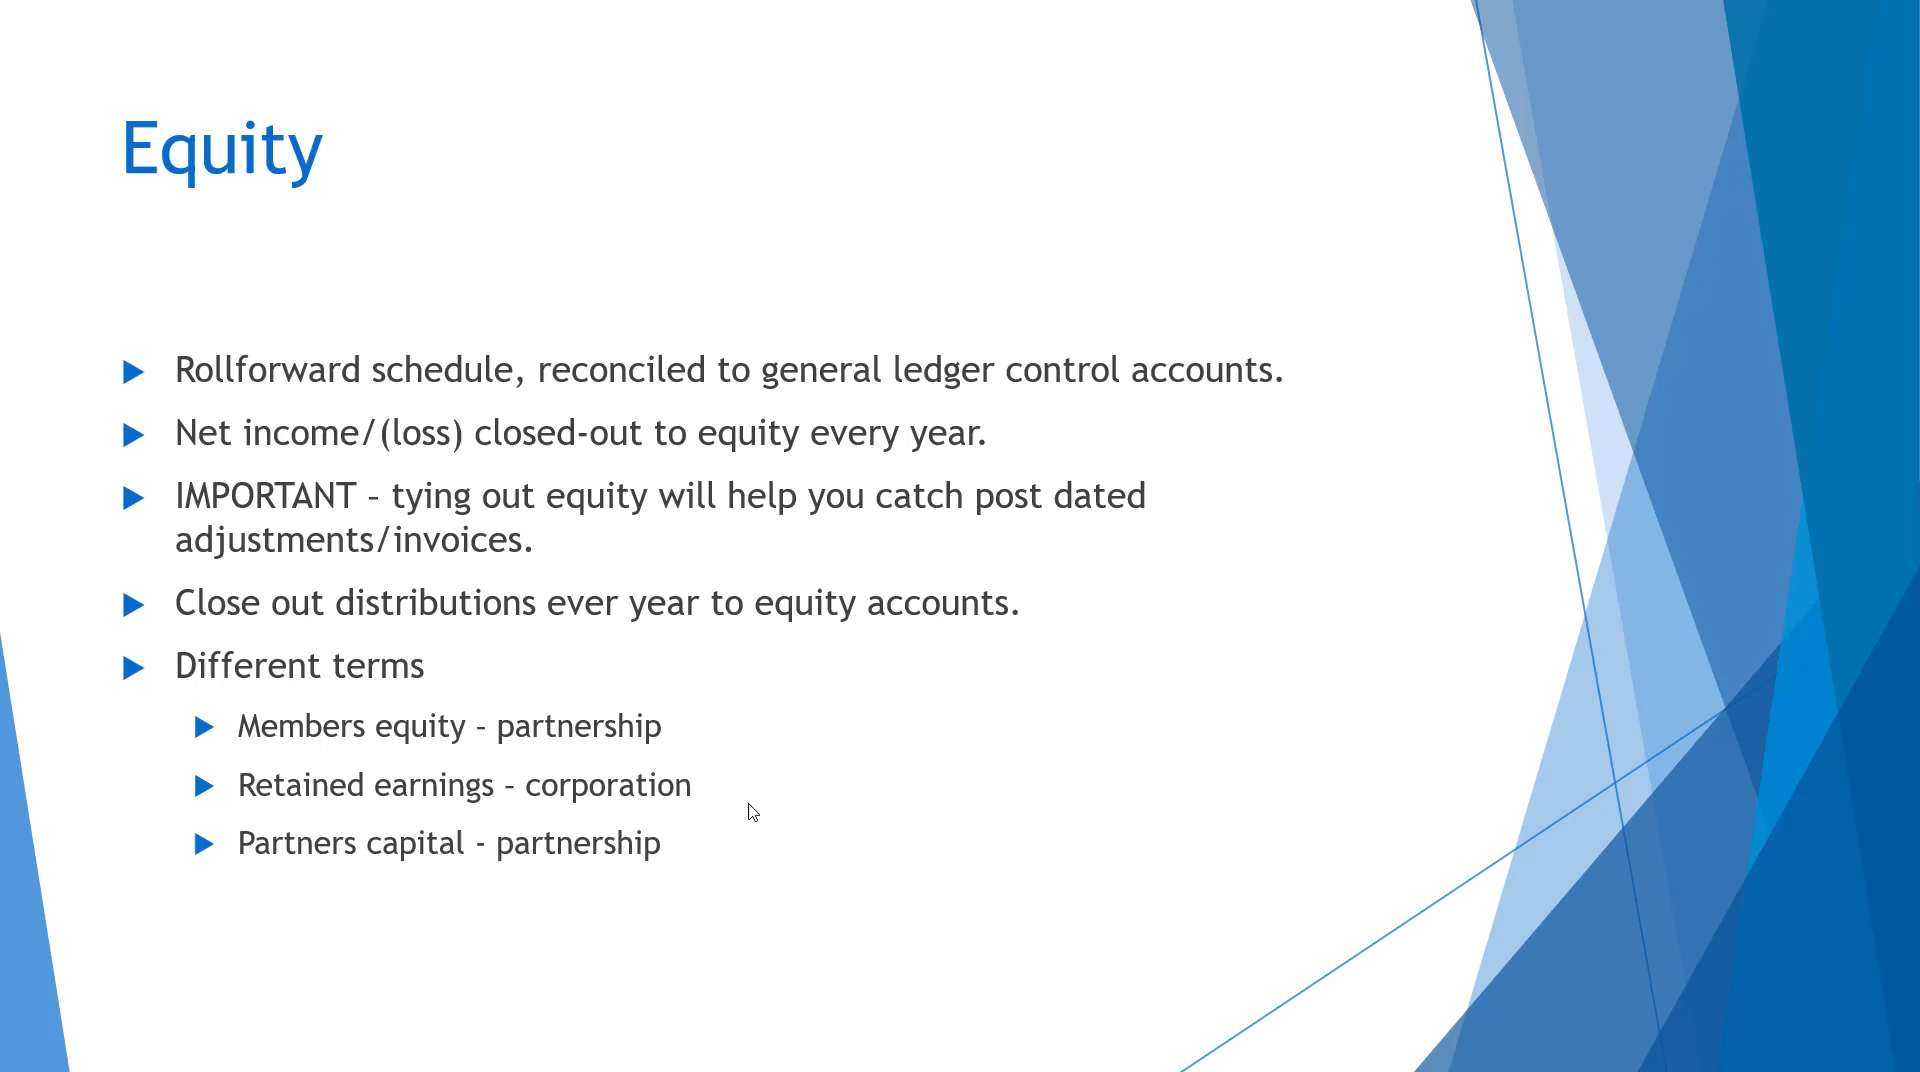 Equity
Rollforward schedule, reconciled to general ledger control accounts.
Net income/(loss) closed-out to equity every year.
IMPORTANT – tying out equity will help you catch post dated
adjustments/invoices.
Close out distributions ever year to equity accounts.
Different terms
Members equity – partnership
Retained earnings – corporation
Partners capital - partnership